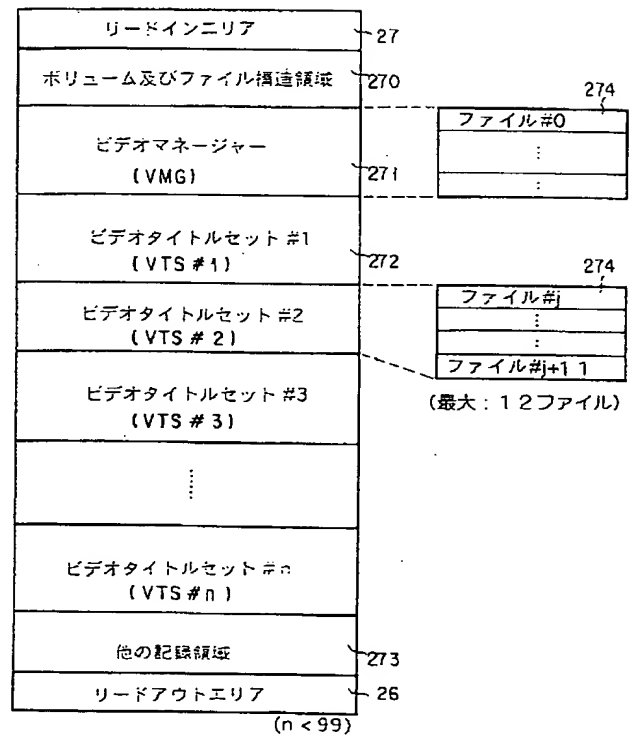 リードインエリア
27
ボリューム及びファイル構造領域
270
ビデオマネージャー
(VMG)
271
274
ファイル#0
⋮
:
ビデオタイトルセット #1
(VTS #1)
272
ビデオタイトルセット #2
(VTS # 2)
274
ファイル#j
⋮
:
ファイル#j+11
(最大:12ファイル)
ビデオタイトルセット #3
(VTS # 3)
⋮
ビデオタイトルセット #n
(VTS #n)
他の記録領域
273
リードアウトエリア
26
(n < 99)